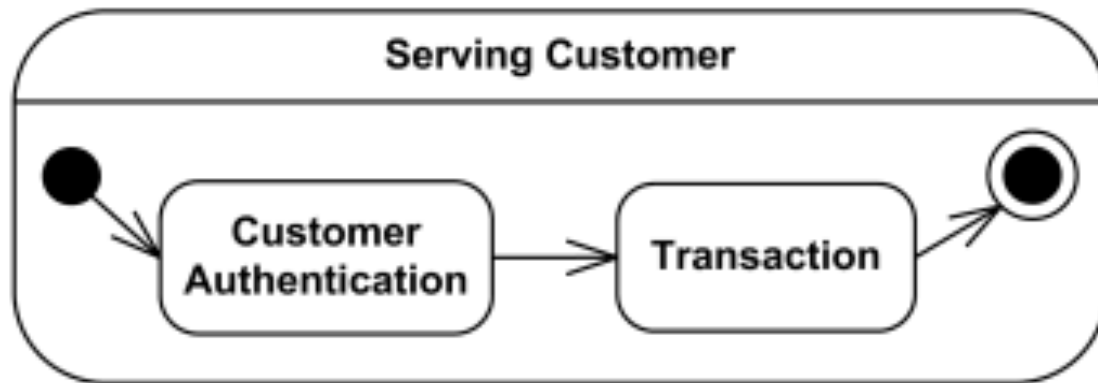 Serving Customer
Customer
Authentication
Transaction